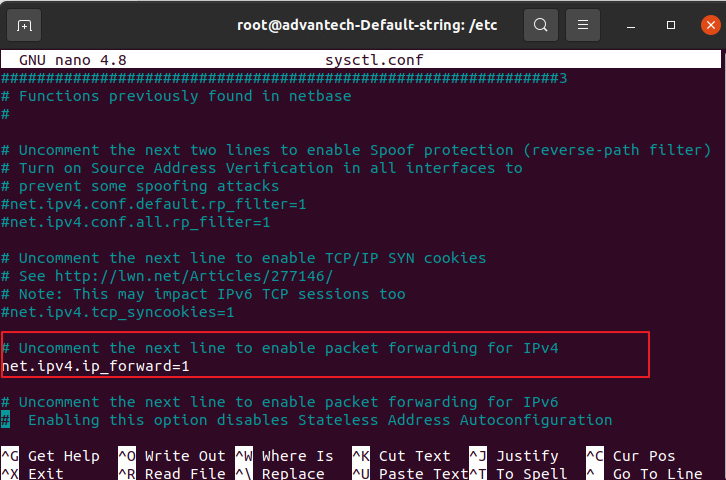 root@advantech-Default-string: /etc
GNU nano 4.8 sysctl.conf
##############################################################3
# Functions previously found in netbase
#
# Uncomment the next two lines to enable Spoof protection (reverse-path filter)
# Turn on Source Address Verification in all interfaces to
# prevent some spoofing attacks
#net.ipv4.conf.default.rp_filter=1
#net.ipv4.conf.all.rp_filter=1
# Uncomment the next line to enable TCP/IP SYN cookies
# See http://lwn.net/Articles/277146/
# Note: This may impact IPv6 TCP sessions too
#net.ipv4.tcp_syncookies=1
# Uncomment the next line to enable packet forwarding for IPv4
net.ipv4.ip_forward=1
# Uncomment the next line to enable packet forwarding for IPv6
#  Enabling this option disables Stateless Address Autoconfiguration
^G Get Help ^O Write Out ^W Where Is ^K Cut Text ^J Justify ^C Cur Pos
^X Exit ^R Read File ^\ Replace ^U Paste Text ^T To Spell ^_ Go To Line